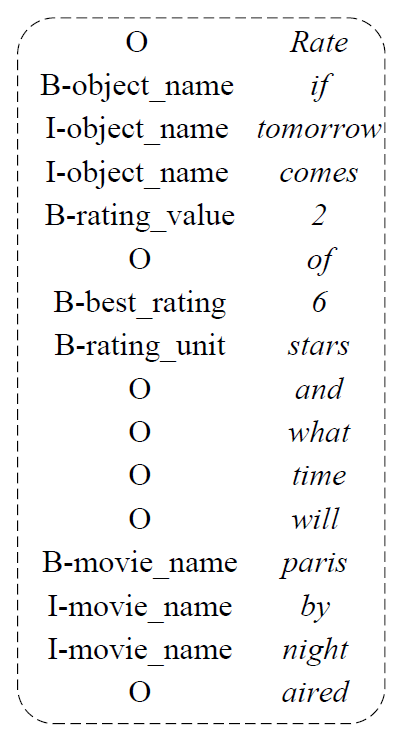 O Rate
B-object_name if
I-object_name tomorrow
I-object_name comes
B-rating_value 2
O of
B-best_rating 6
B-rating_unit stars
O and
O what
O time
O will
B-movie_name paris
I-movie_name by
I-movie_name night
O aired